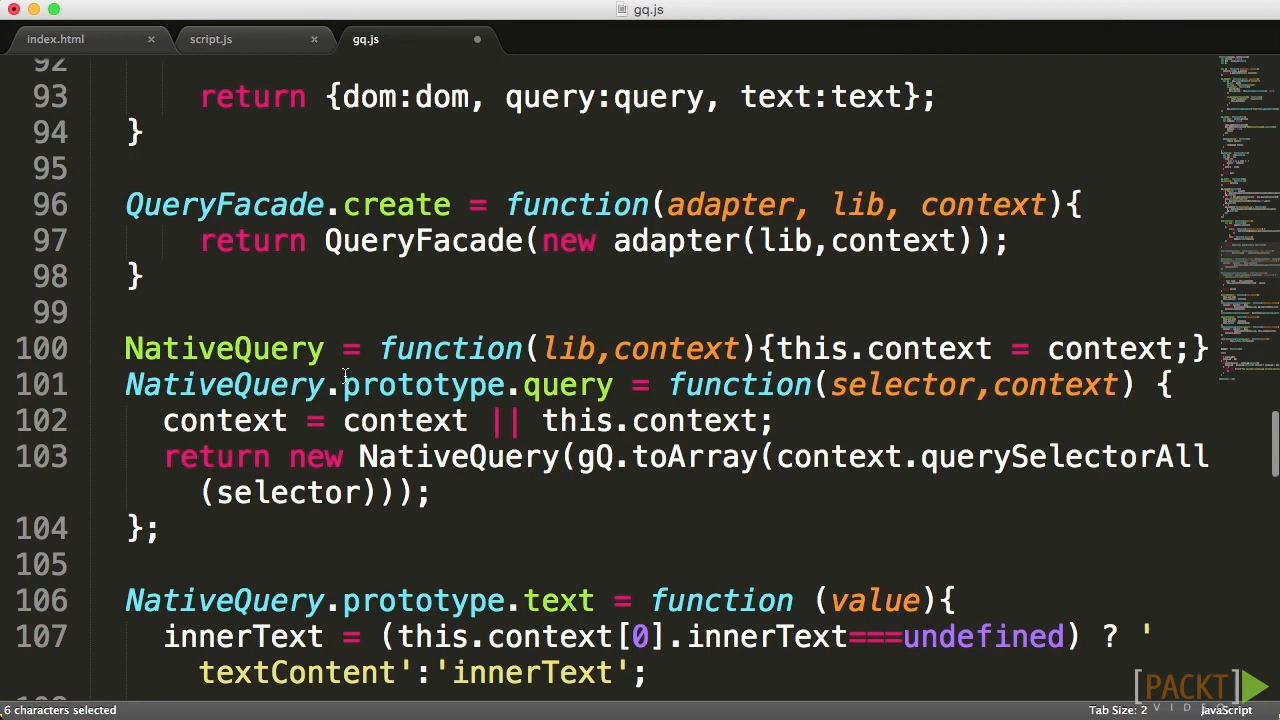 gq.js
index.html × script.js × gq.js
92
93 return {dom:dom, query:query, text:text};
94 }
95
96 QueryFacade.create = function(adapter, lib, context){
97 return QueryFacade(new adapter(lib,context));
98 }
99
100 NativeQuery = function(lib,context){this.context = context;}
101 NativeQuery.prototype.query = function(selector,context) {
102 context = context || this.context;
103 return new NativeQuery(gQ.toArray(context.querySelectorAll
(selector)));
104 };
105
106 NativeQuery.prototype.text = function (value){
107 innerText = (this.context[0].innerText===undefined) ? '
textContent':'innerText';
[PACKT]
VIDEO
6 characters selected Tab Size: 2 JavaScript